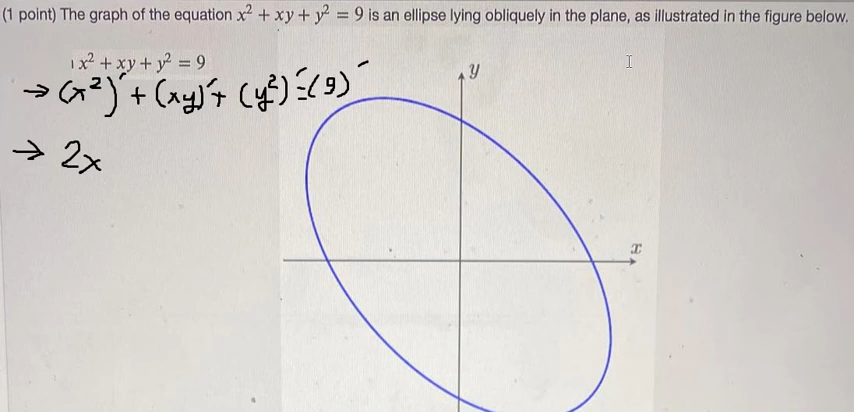 (1 point) The graph of the equation x² + xy + y² = 9 is an ellipse lying obliquely in the plane, as illustrated in the figure below.
x² + xy + y² = 9
→ (x²)′ + (xy)′ + (y²)′ = (9)′
→ 2x
y
x